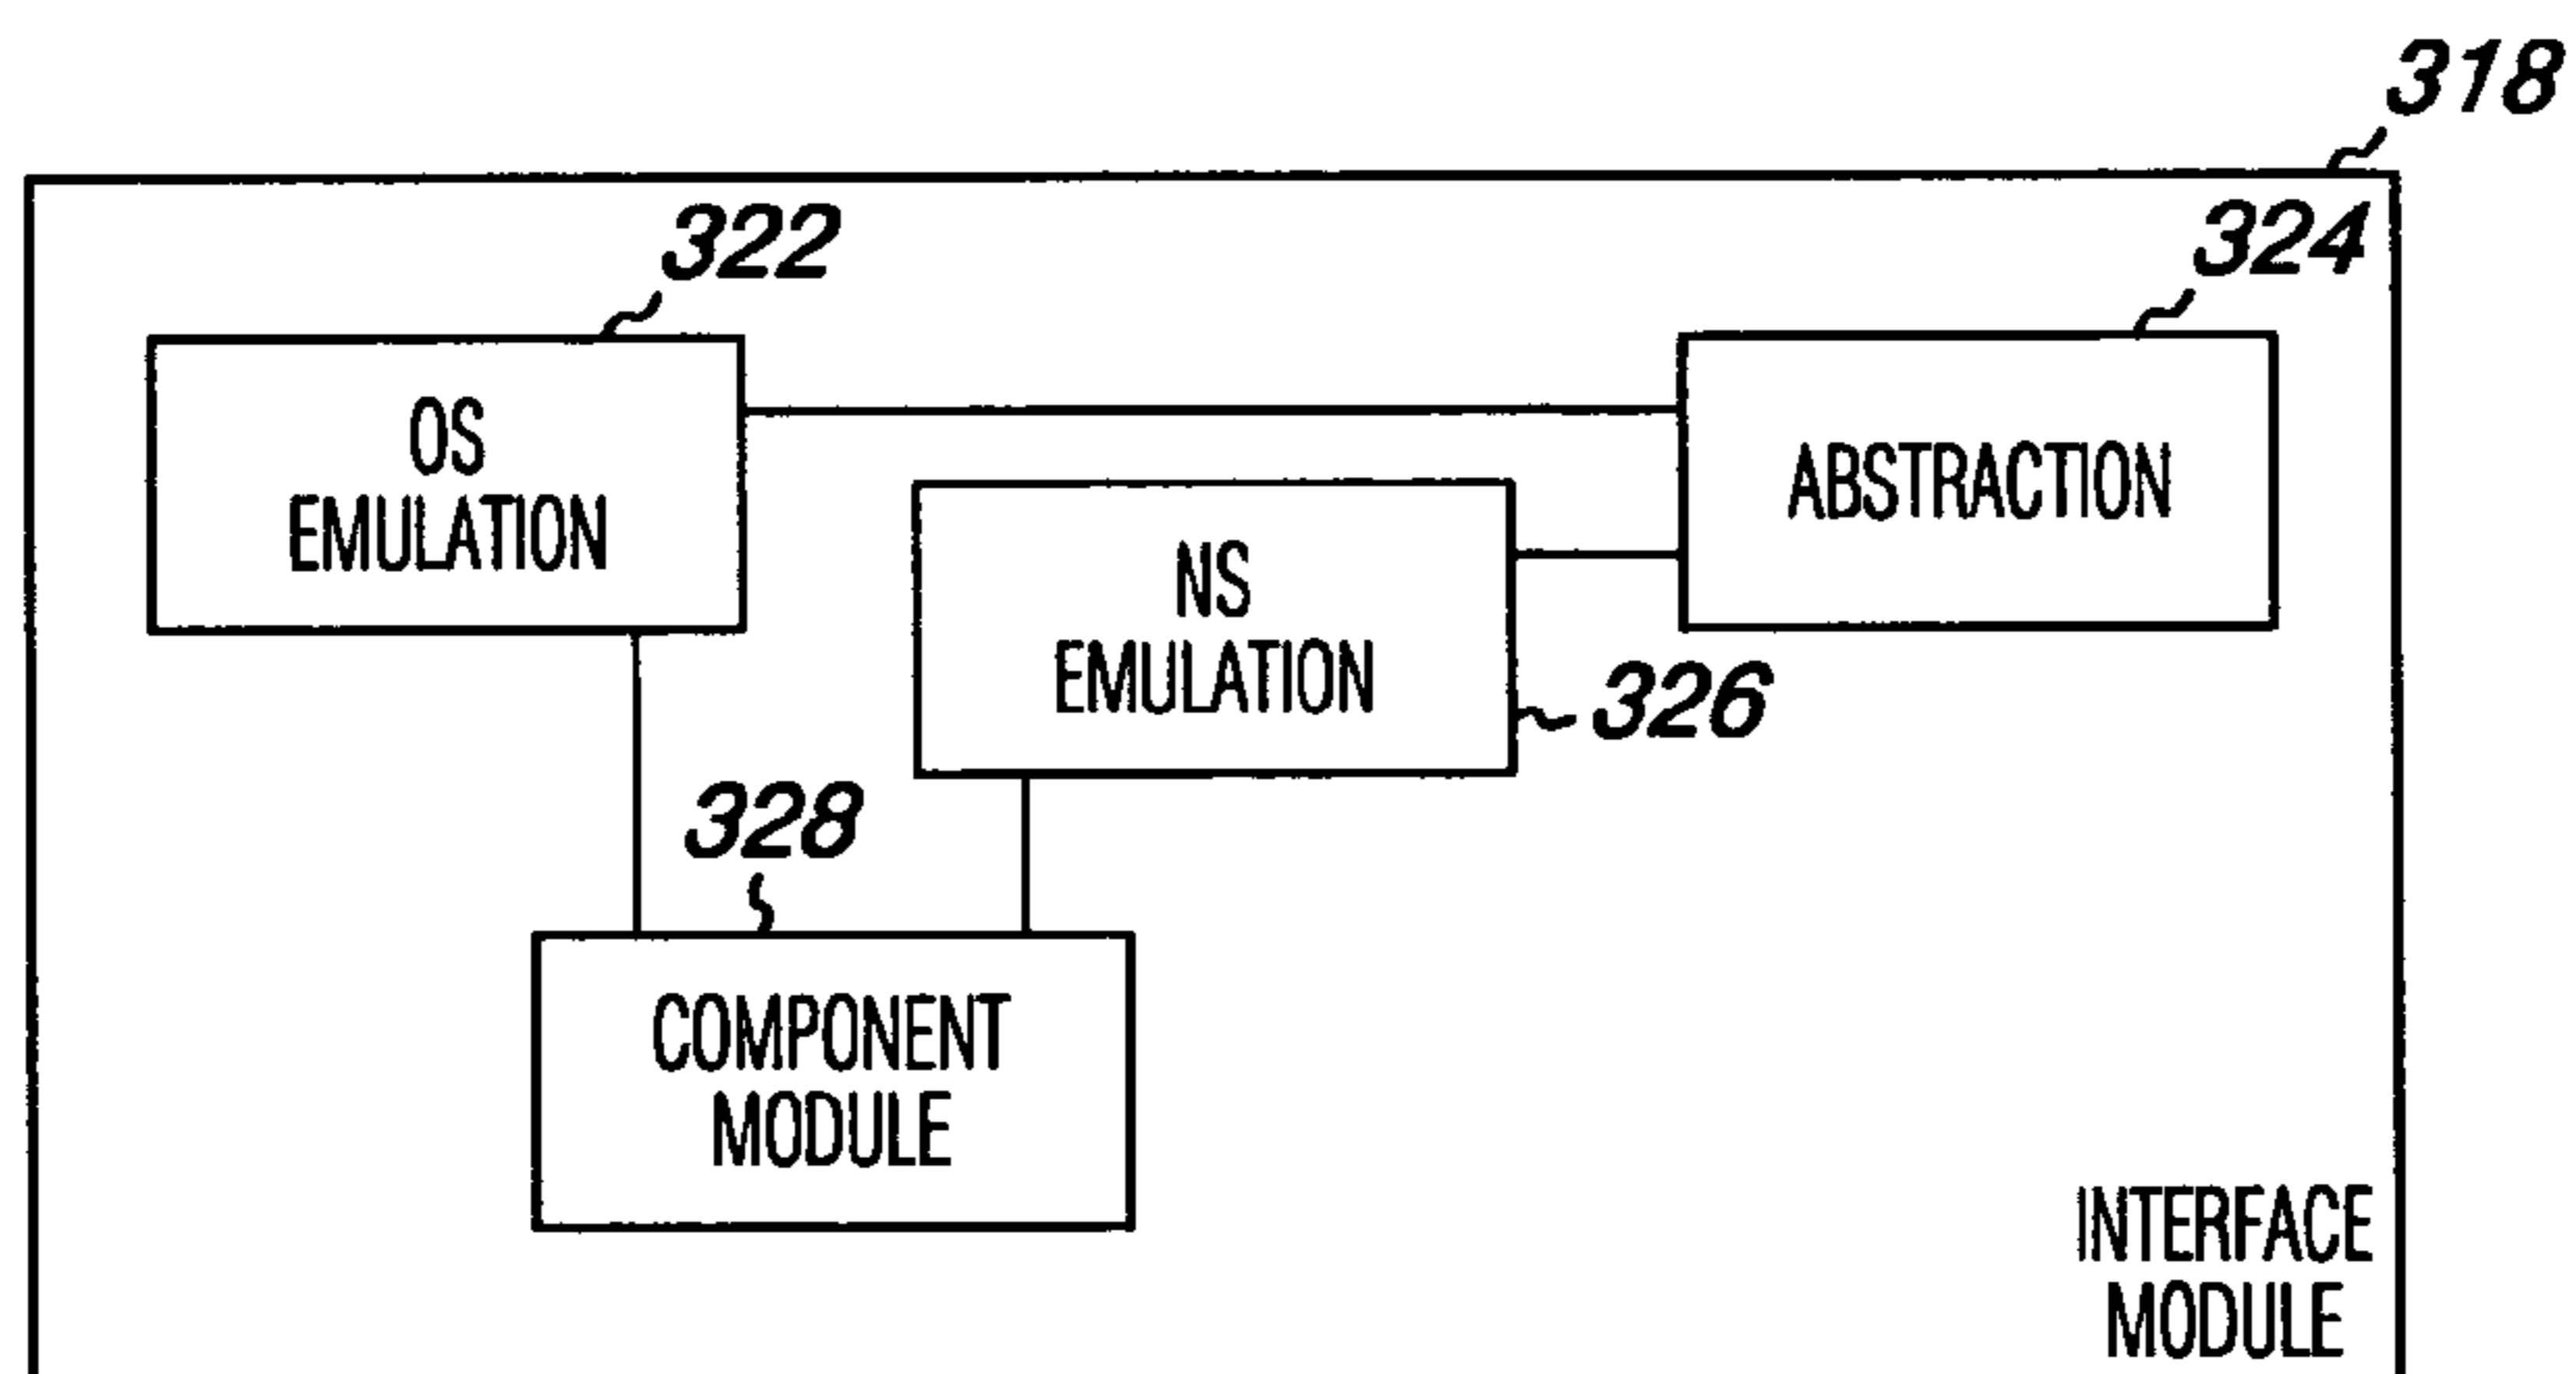 318
322
324
OS
EMULATION
ABSTRACTION
NS
EMULATION
326
328
COMPONENT
MODULE
INTERFACE
MODULE